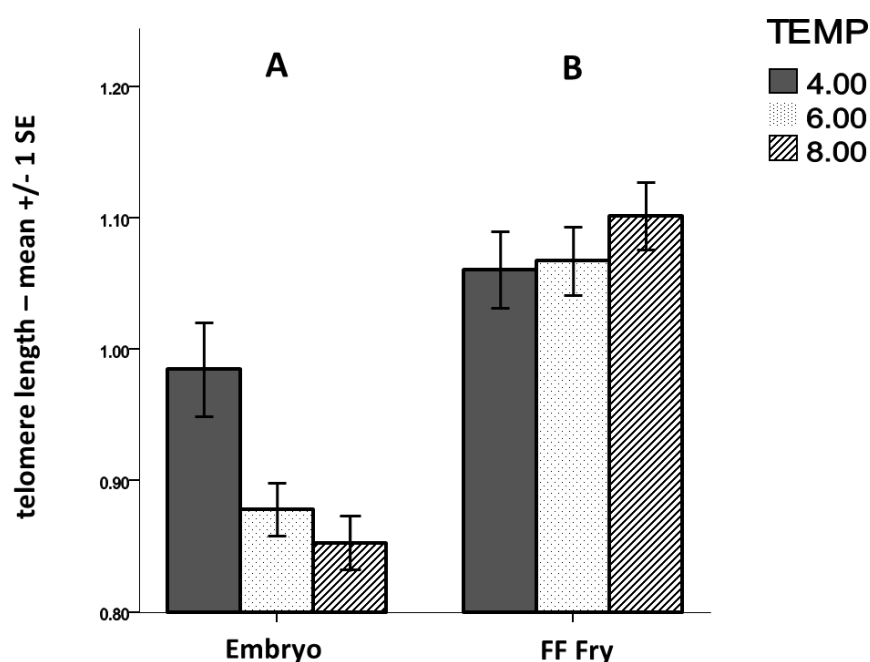 TEMP
4.00
6.00
8.00
A
B
telomere length – mean +/- 1 SE
1.20
1.10
1.00
0.90
0.80
Embryo
FF Fry